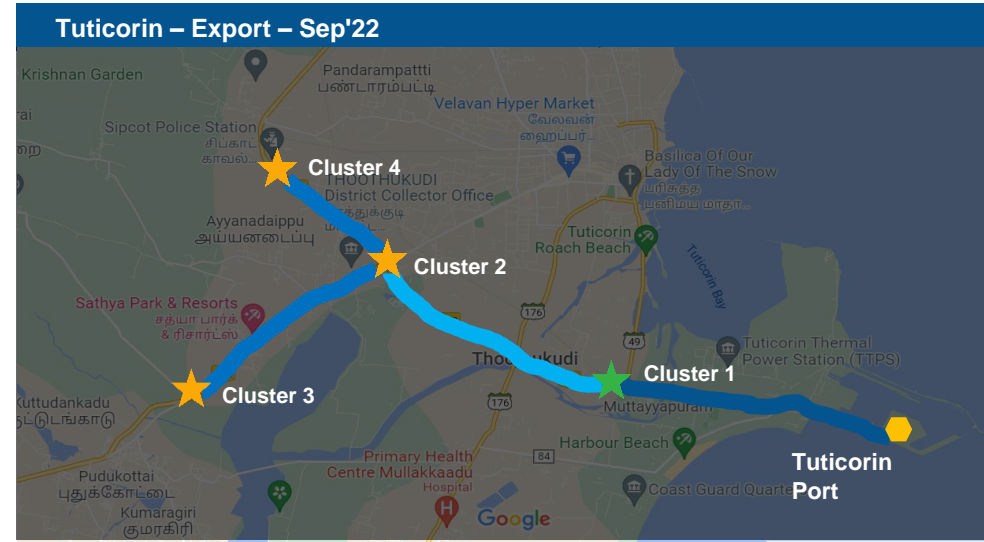 Tuticorin – Export – Sep'22
Krishnan Garden
Pandarampattti
பண்டாரம்பட்டி
Velavan Hyper Market
வேலவன்
ஹைப்பர்...
Sipcot Police Station
சிப்காட்
காவல்...
Cluster 4
Basilica Of Our
Lady Of The Snow
பரிசுத்த
பனிமய மாதா...
THOOTHUKUDI
District Collector Office
Ayyanadaippu
அய்யனடைப்பு
Tuticorin
Roach Beach
Cluster 2
Tuticorin Bay
Sathya Park & Resorts
சத்யா பார்க்
& ரிசார்ட்ஸ்
176
49
Tuticorin Thermal
Power Station (TTPS)
Cluster 1
Cluster 3
Muttayyapuram
176
Kuttudankadu
Harbour Beach
84
Primary Health
Centre Mullakkaadu
Hospital
Tuticorin
Port
Pudukottai
புதுக்கோட்டை
Kumaragiri
குமரகிரி
Coast Guard Quarte
Google